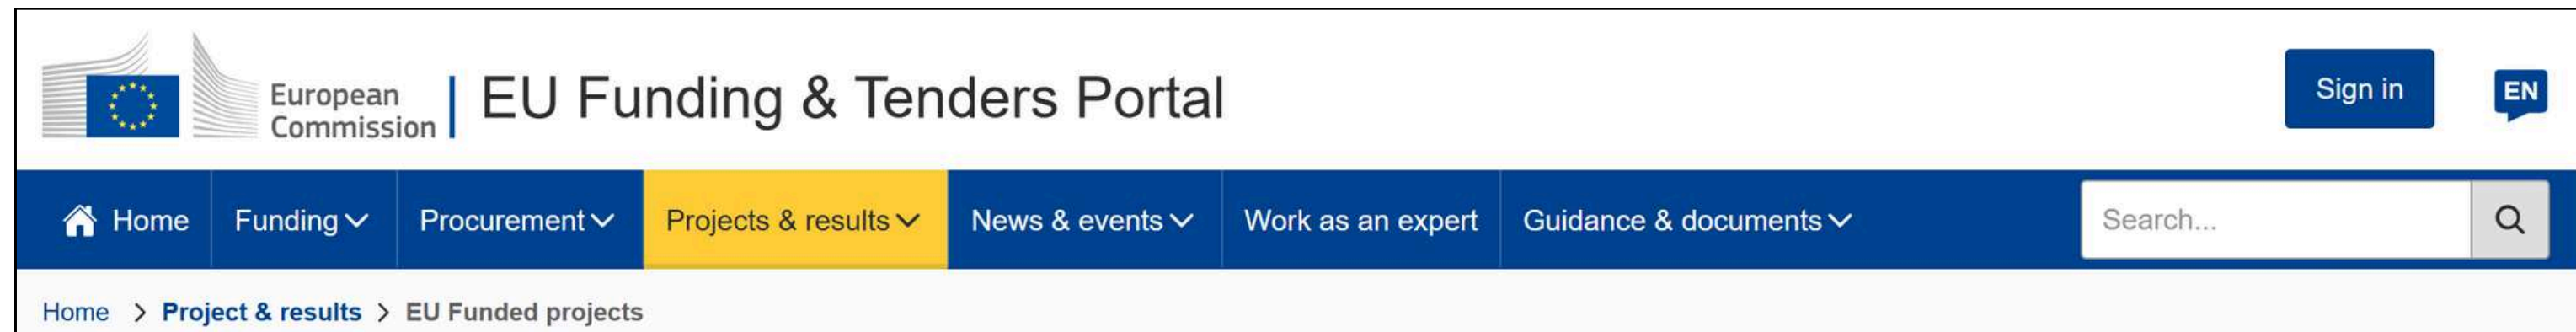 European
Commission
EU Funding & Tenders Portal
Sign in
EN
Home Funding Procurement Projects & results News & events Work as an expert Guidance & documents Search...
Home > Project & results > EU Funded projects